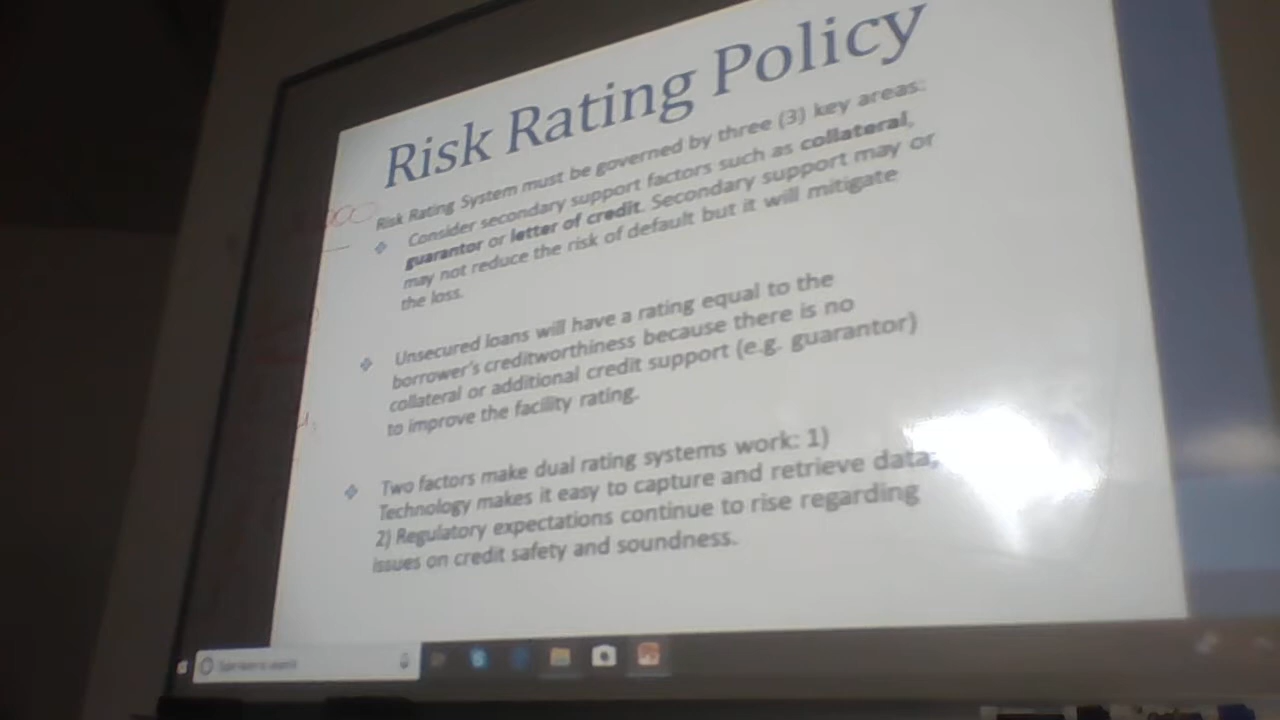 Risk Rating Policy
Risk Rating System must be governed by three (3) key areas:
Consider secondary support factors such as collateral,
guarantor or letter of credit. Secondary support may or
may not reduce the risk of default but it will mitigate
the loss.
Unsecured loans will have a rating equal to the
borrower's creditworthiness because there is no
collateral or additional credit support (e.g. guarantor)
to improve the facility rating.
Two factors make dual rating systems work: 1)
Technology makes it easy to capture and retrieve data;
2) Regulatory expectations continue to rise regarding
issues on credit safety and soundness.